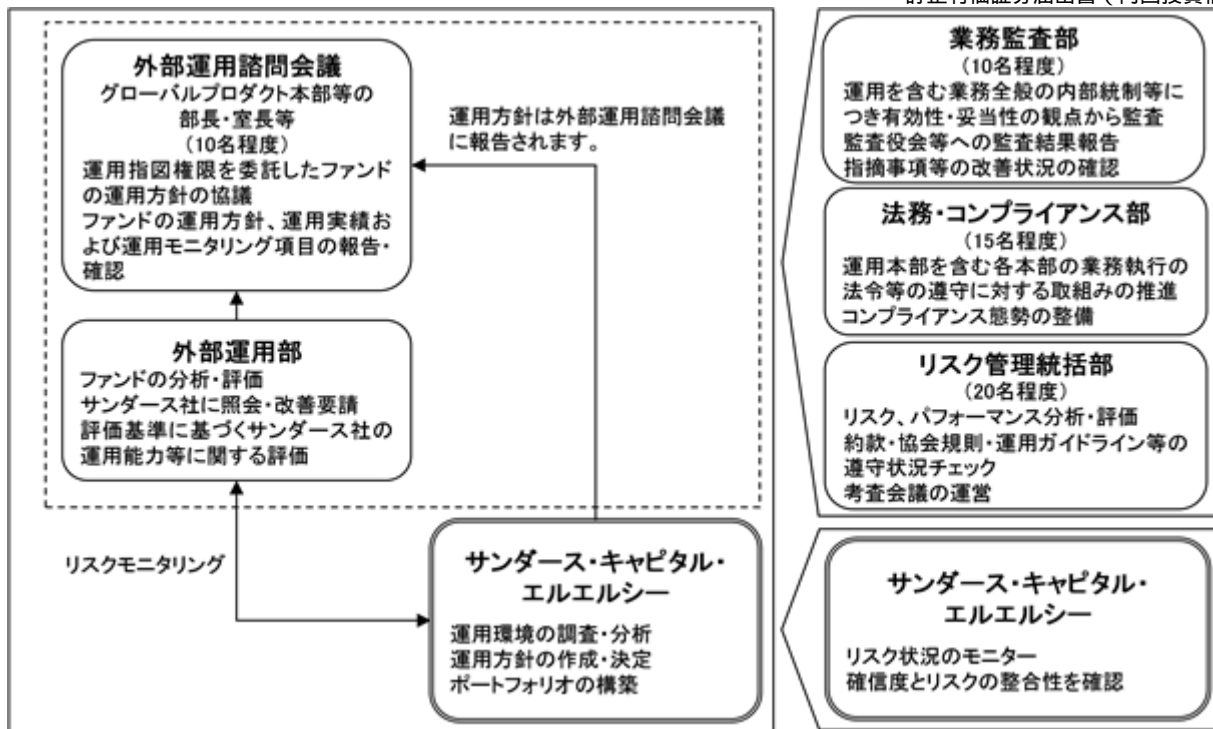 外部運用諮問会議
グローバルプロダクト本部等の
部長・室長等
(10名程度)
運用指図権限を委託したファンド
の運用方針の協議
ファンドの運用方針、運用実績お
よび運用モニタリング項目の報告・
確認
運用方針は外部運用諮問会議
に報告されます。
外部運用部
ファンドの分析・評価
サンダース社に照会・改善要請
評価基準に基づくサンダース社の
運用能力等に関する評価
リスクモニタリング
サンダース・キャピタル・
エルエルシー
運用環境の調査・分析
運用方針の作成・決定
ポートフォリオの構築
業務監査部
(10名程度)
運用を含む業務全般の内部統制等に
つき有効性・妥当性の観点から監査
監査役会等への監査結果報告
指摘事項等の改善状況の確認
法務・コンプライアンス部
(15名程度)
運用本部を含む各本部の業務執行の
法令等の遵守に対する取組みの推進
コンプライアンス態勢の整備
リスク管理統括部
(20名程度)
リスク、パフォーマンス分析・評価
約款・協会規則・運用ガイドライン等の
遵守状況チェック
考査会議の運営
サンダース・キャピタル・
エルエルシー
リスク状況のモニター
確信度とリスクの整合性を確認